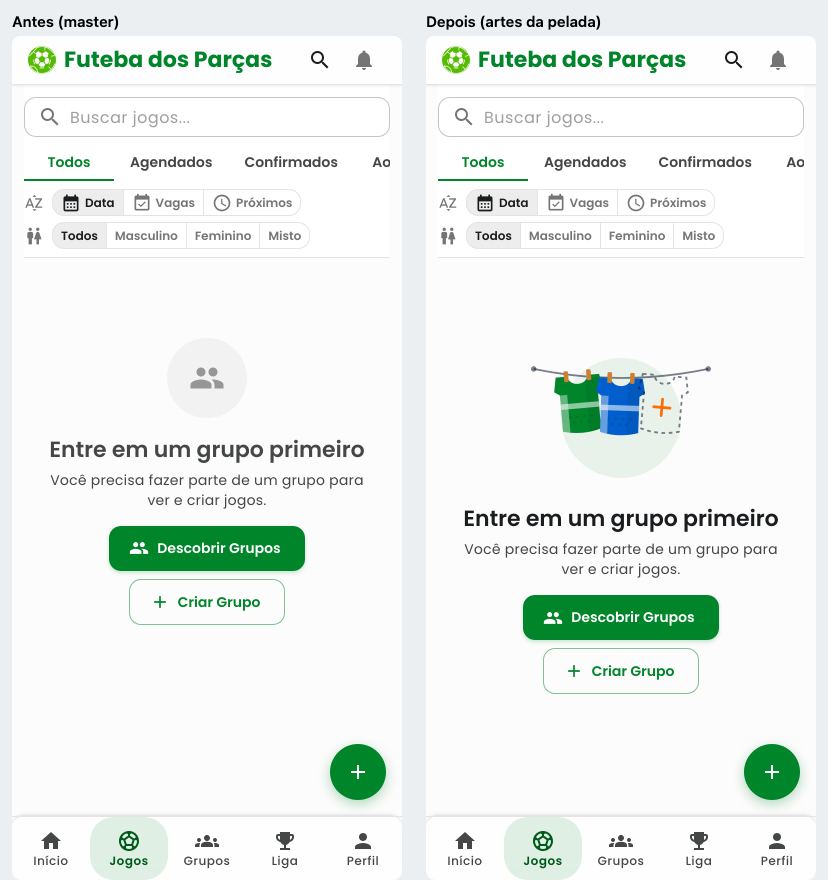 Antes (master)
Futeba dos Parças
Buscar jogos...
Todos Agendados Confirmados Ao
AZ Data Vagas Próximos
Todos Masculino Feminino Misto
Entre em um grupo primeiro
Você precisa fazer parte de um grupo para
ver e criar jogos.
Descobrir Grupos
+ Criar Grupo
+
Início Jogos Grupos Liga Perfil
Depois (artes da pelada)
Futeba dos Parças
Buscar jogos...
Todos Agendados Confirmados Ao
AZ Data Vagas Próximos
Todos Masculino Feminino Misto
Entre em um grupo primeiro
Você precisa fazer parte de um grupo para
ver e criar jogos.
Descobrir Grupos
+ Criar Grupo
+
Início Jogos Grupos Liga Perfil